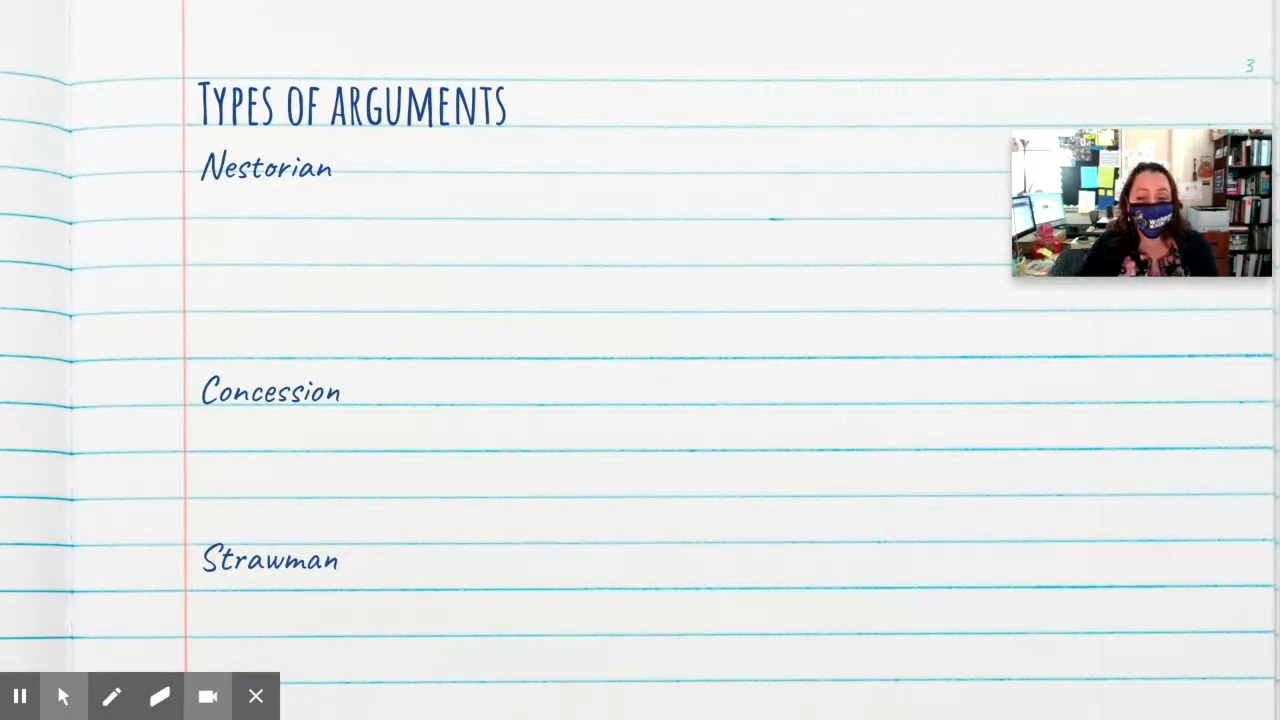 3
Types of arguments
Nestorian
Concession
Strawman